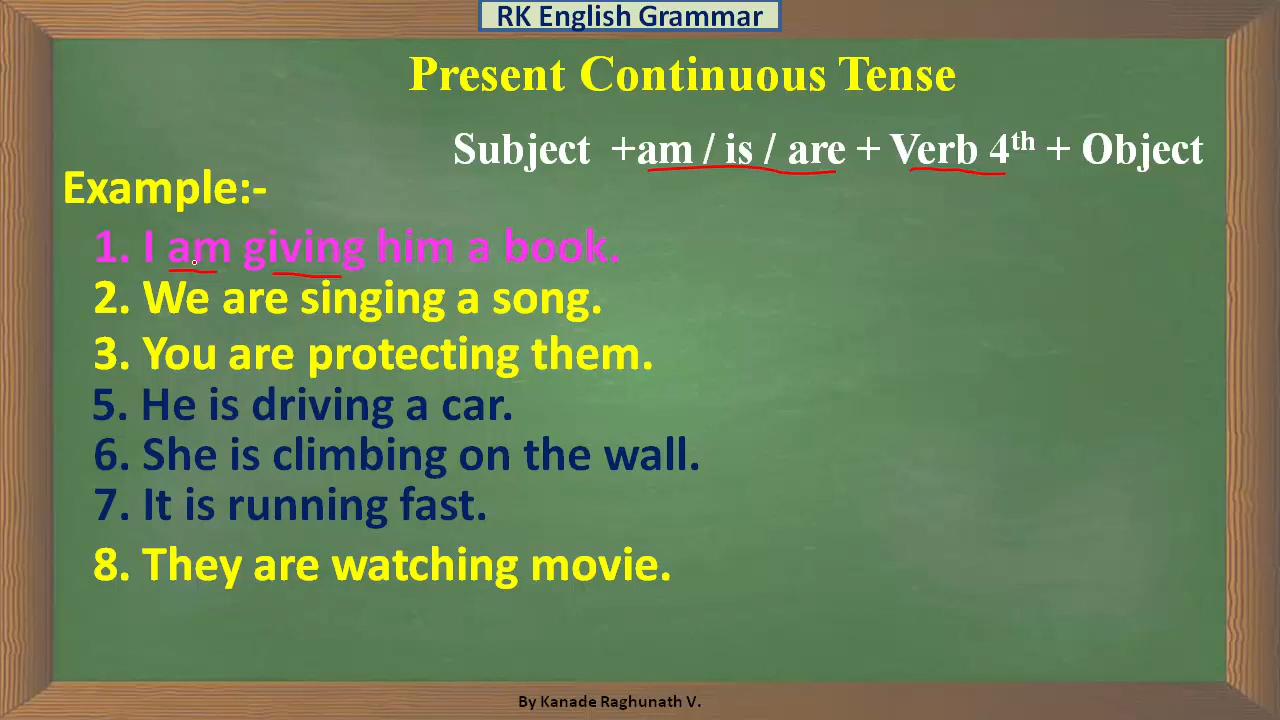 RK English Grammar
Present Continuous Tense
Subject +am / is / are + Verb 4th + Object
Example:-
1. I am giving him a book.
2. We are singing a song.
3. You are protecting them.
5. He is driving a car.
6. She is climbing on the wall.
7. It is running fast.
8. They are watching movie.
By Kanade Raghunath V.